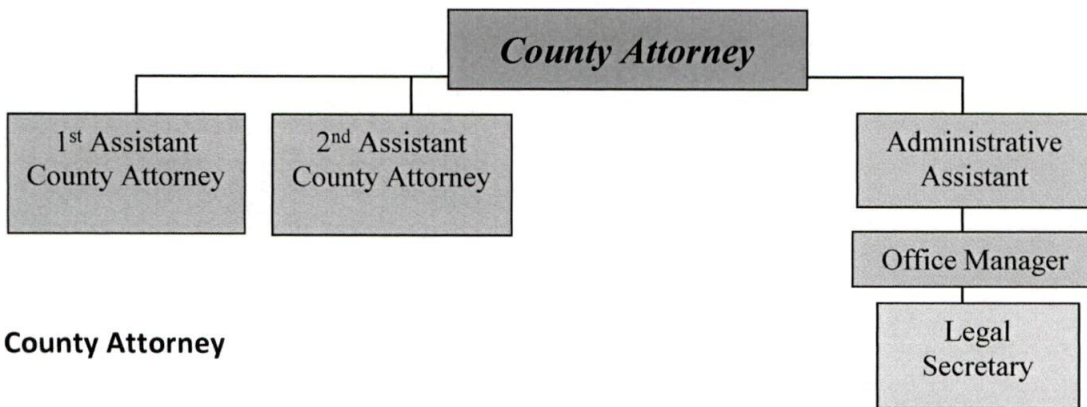 County Attorney
1st Assistant
County Attorney
2nd Assistant
County Attorney
Administrative
Assistant
Office Manager
Legal
Secretary
County Attorney